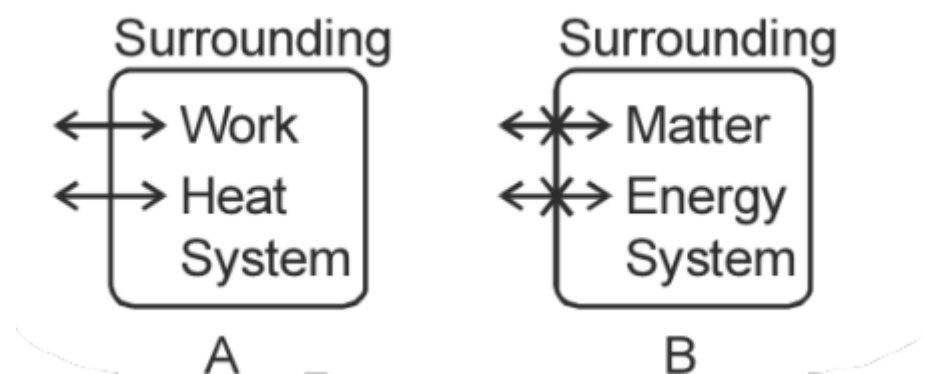 Surrounding
Work
Heat
System
A
Surrounding
Matter
Energy
System
B